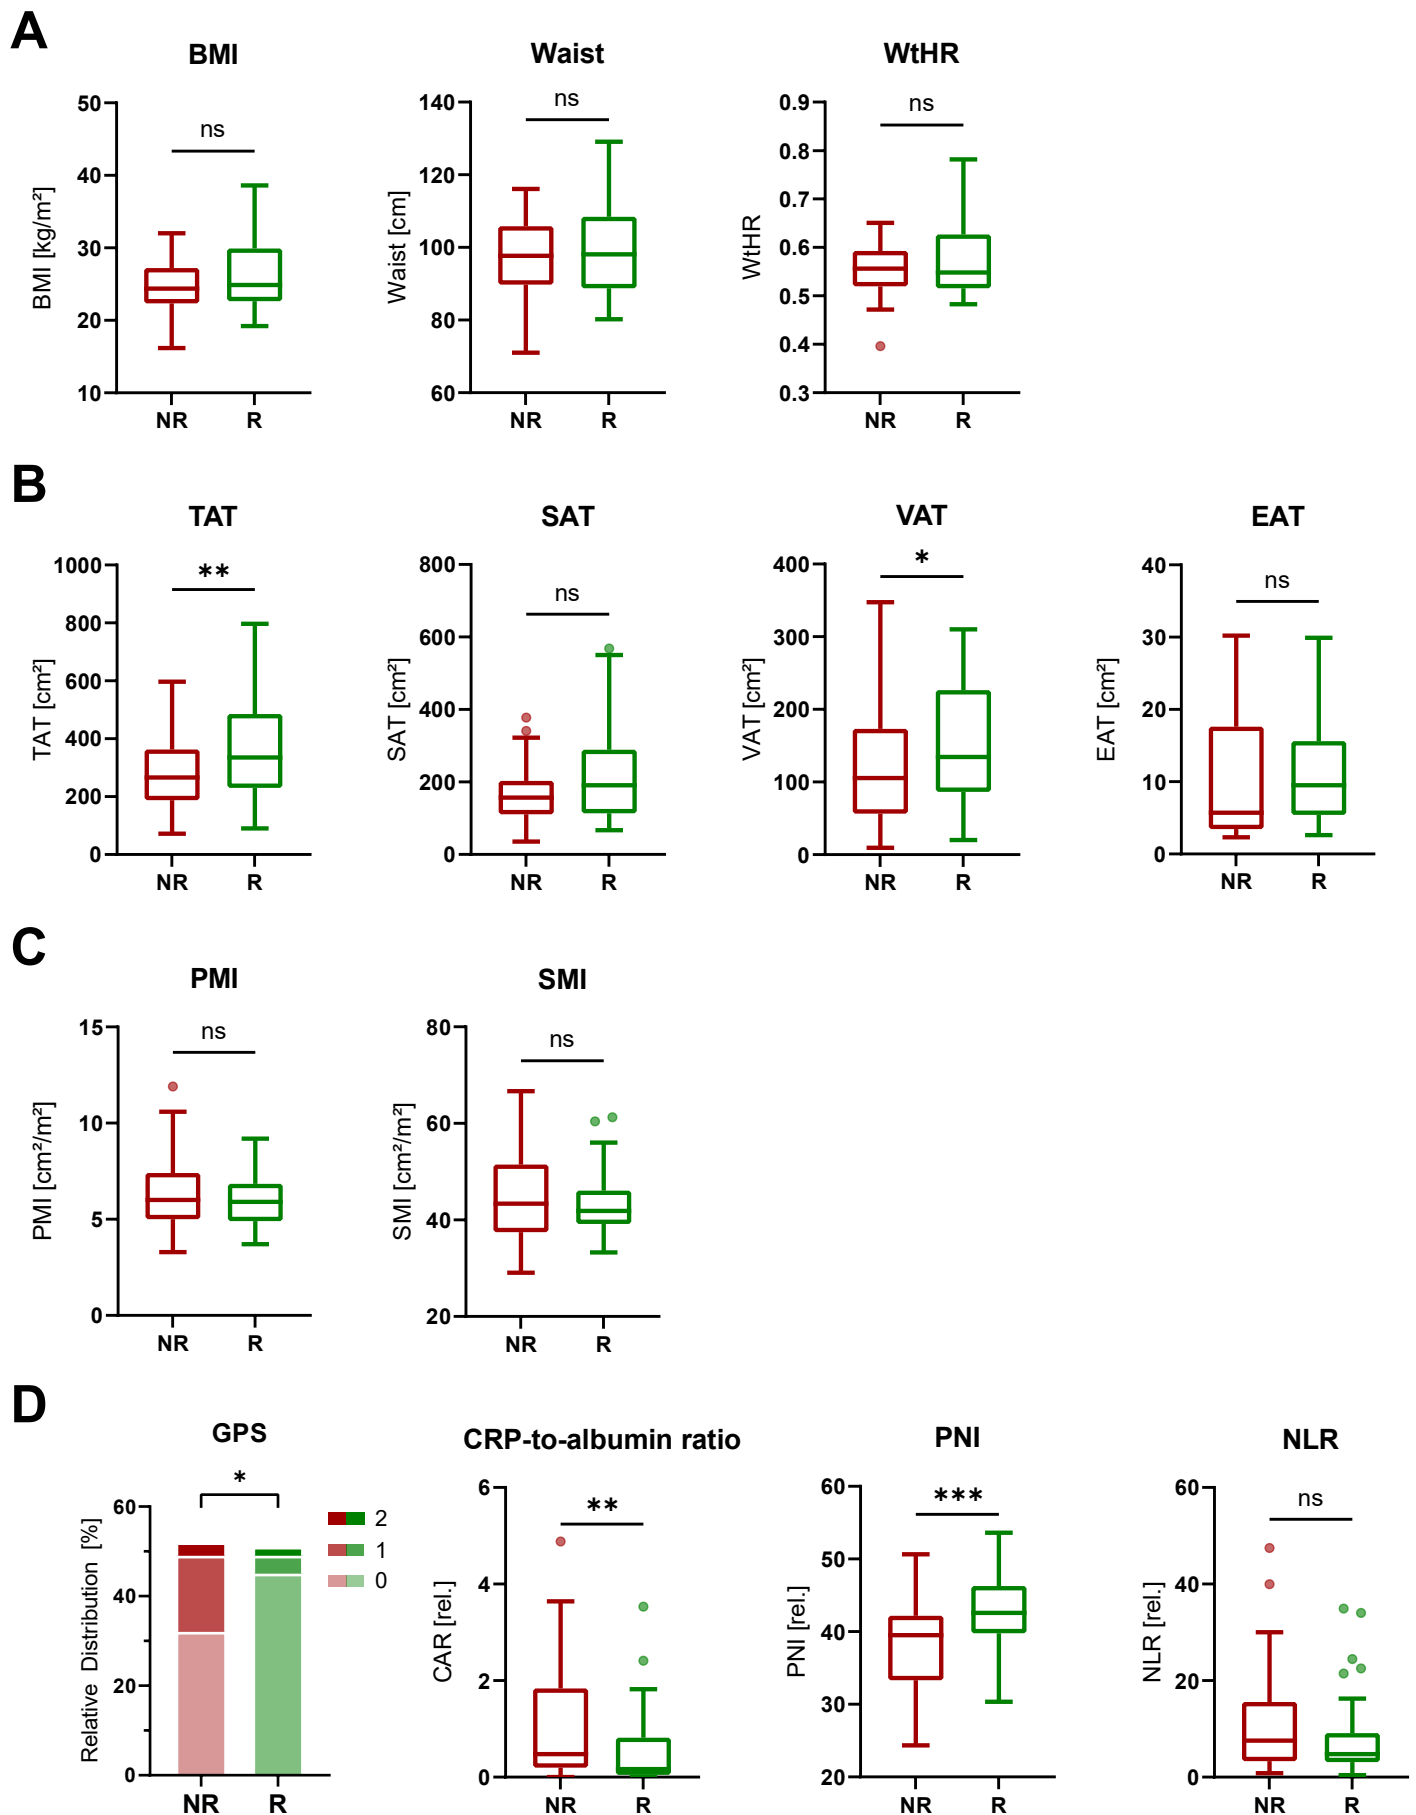 A
BMI
Waist
WtHR
ns
ns
ns
BMI [kg/m²]
50
40
30
20
10
NR
R
Waist [cm]
140
120
100
80
60
NR
R
WtHR
0.9
0.8
0.7
0.6
0.5
0.4
0.3
NR
R
B
TAT
SAT
VAT
EAT
**
ns
*
ns
TAT [cm²]
1000
800
600
400
200
0
NR
R
SAT [cm²]
800
600
400
200
0
NR
R
VAT [cm²]
400
300
200
100
0
NR
R
EAT [cm²]
40
30
20
10
0
NR
R
C
PMI
SMI
ns
ns
PMI [cm²/m²]
15
10
5
0
NR
R
SMI [cm²/m²]
80
60
40
20
NR
R
D
GPS
CRP-to-albumin ratio
PNI
NLR
*
**
***
ns
Relative Distribution [%]
60
40
20
0
NR
R
2
1
0
CAR [rel.]
6
4
2
0
NR
R
PNI [rel.]
60
50
40
30
20
NR
R
NLR [rel.]
60
40
20
0
NR
R